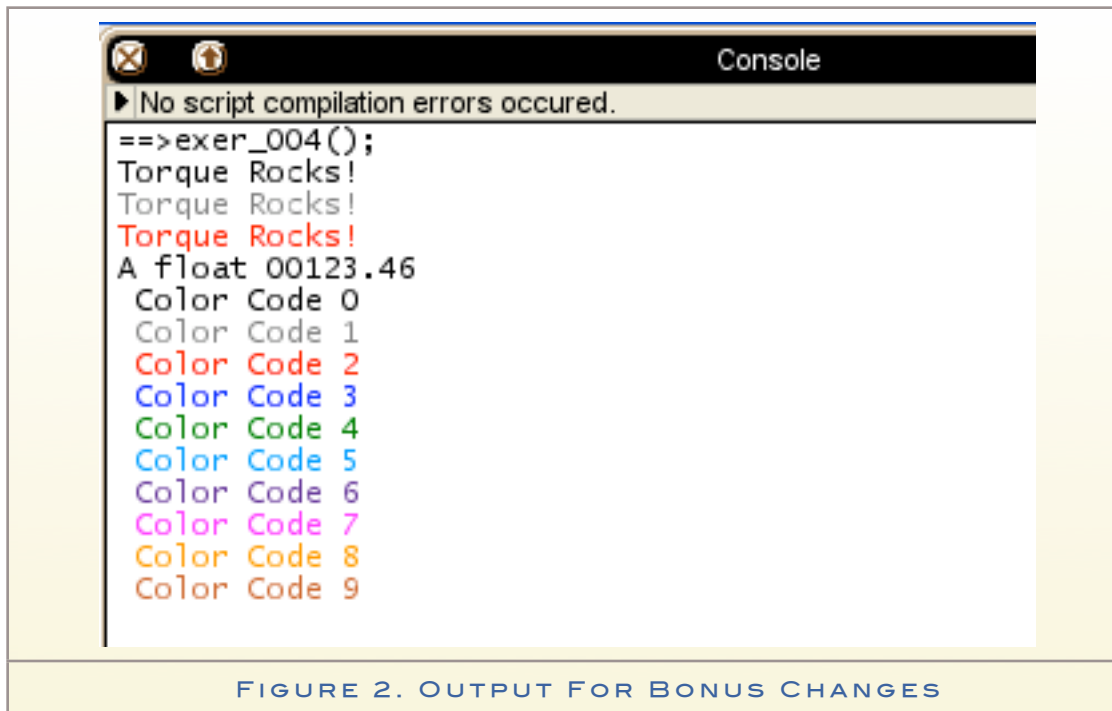 Console
No script compilation errors occured.
==>exer_004();
Torque Rocks!
Torque Rocks!
Torque Rocks!
A float 00123.46
Color Code 0
Color Code 1
Color Code 2
Color Code 3
Color Code 4
Color Code 5
Color Code 6
Color Code 7
Color Code 8
Color Code 9
FIGURE 2. OUTPUT FOR BONUS CHANGES